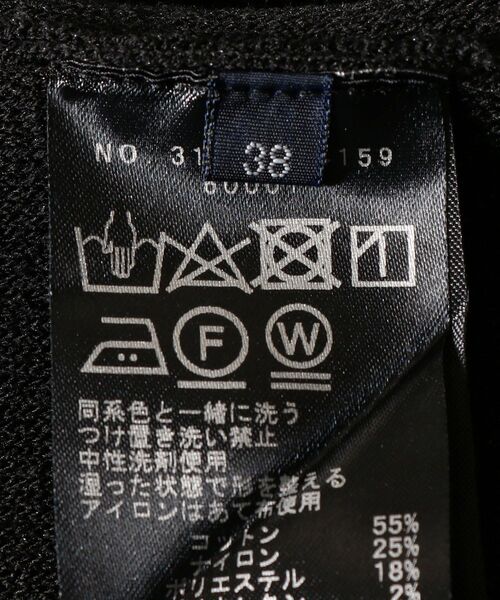 38
NO. 31 159
60001
F
W
同系色と一緒に洗う
つけ置き洗い禁止
中性洗剤使用
湿った状態で形を整える
アイロンはあて布使用
コットン 55%
ナイロン 25%
ポリエステル 18%
2%